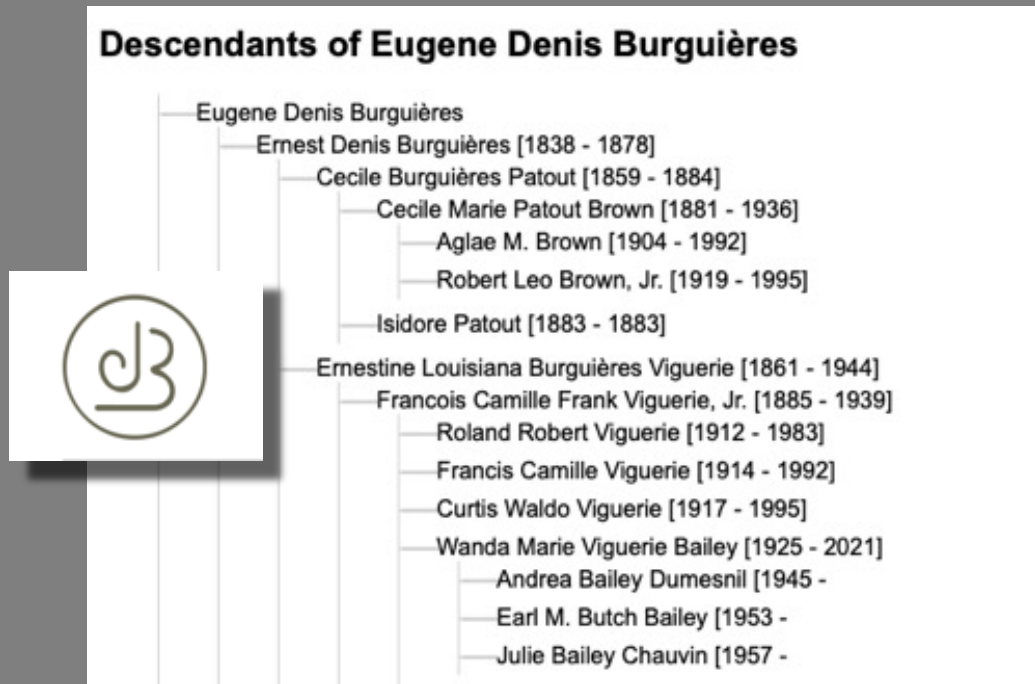 Descendants of Eugene Denis Burguières
Eugene Denis Burguières
Ernest Denis Burguières [1838 - 1878]
Cecile Burguières Patout [1859 - 1884]
Cecile Marie Patout Brown [1881 - 1936]
Aglae M. Brown [1904 - 1992]
Robert Leo Brown, Jr. [1919 - 1995]
Isidore Patout [1883 - 1883]
Ernestine Louisiana Burguières Viguerie [1861 - 1944]
Francois Camille Frank Viguerie, Jr. [1885 - 1939]
Roland Robert Viguerie [1912 - 1983]
Francis Camille Viguerie [1914 - 1992]
Curtis Waldo Viguerie [1917 - 1995]
Wanda Marie Viguerie Bailey [1925 - 2021]
Andrea Bailey Dumesnil [1945 -
Earl M. Butch Bailey [1953 -
Julie Bailey Chauvin [1957 -